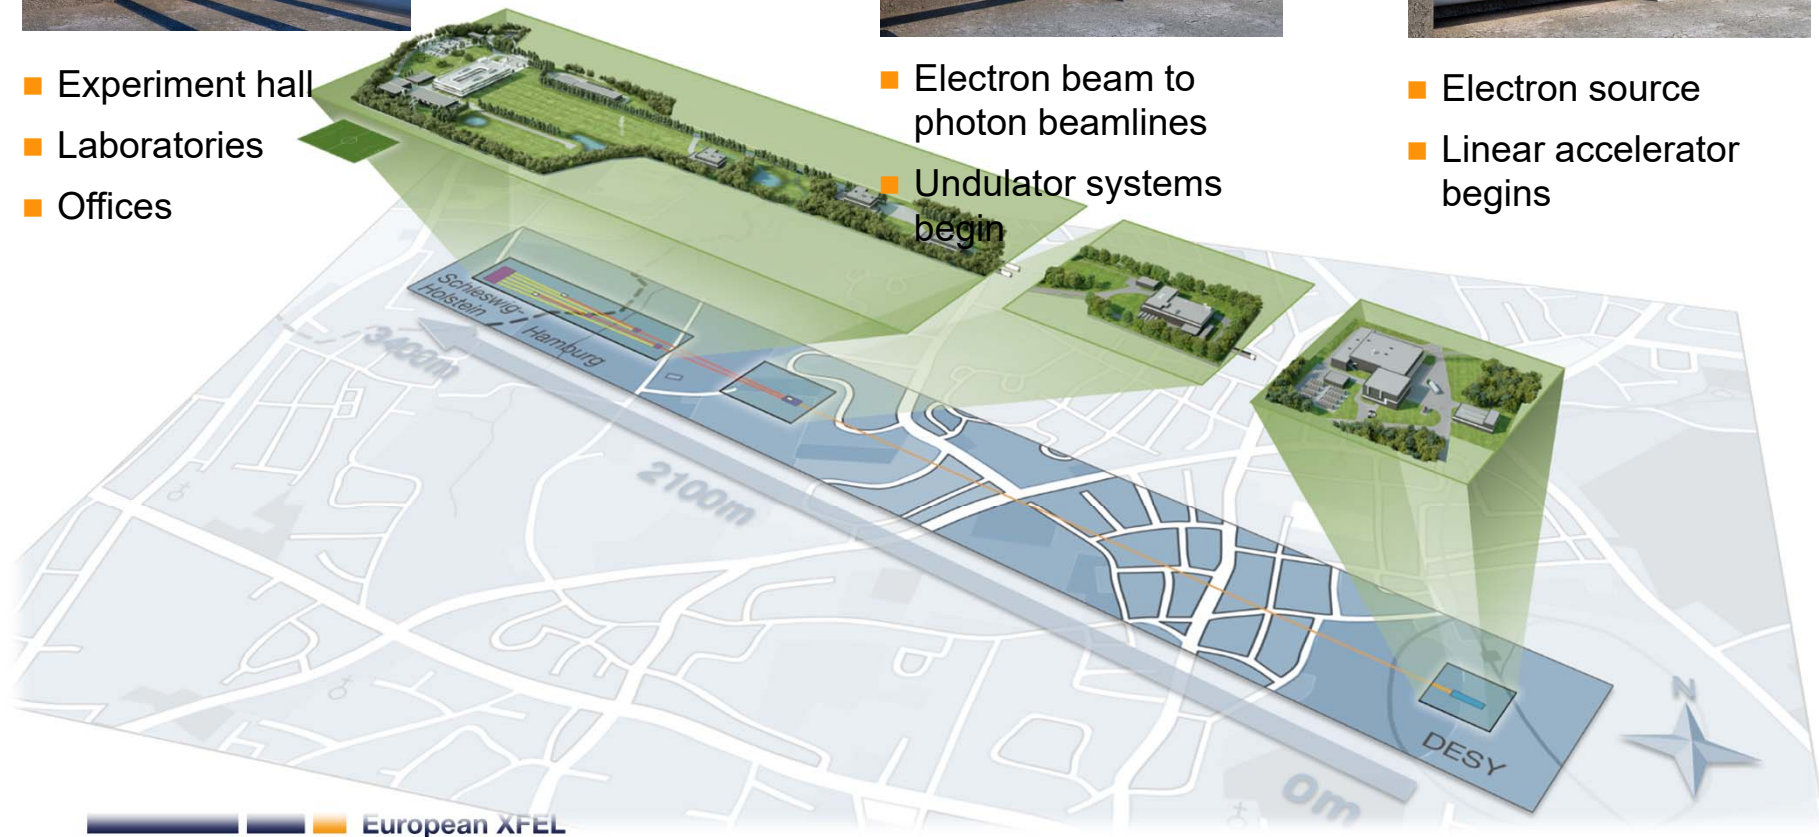 Experiment hall
Laboratories
Offices
Electron beam to
photon beamlines
Undulator systems
begin
Electron source
Linear accelerator
begins
Schleswig-
Holstein
Hamburg
3400m
2100m
0m
DESY
N
European XFEL